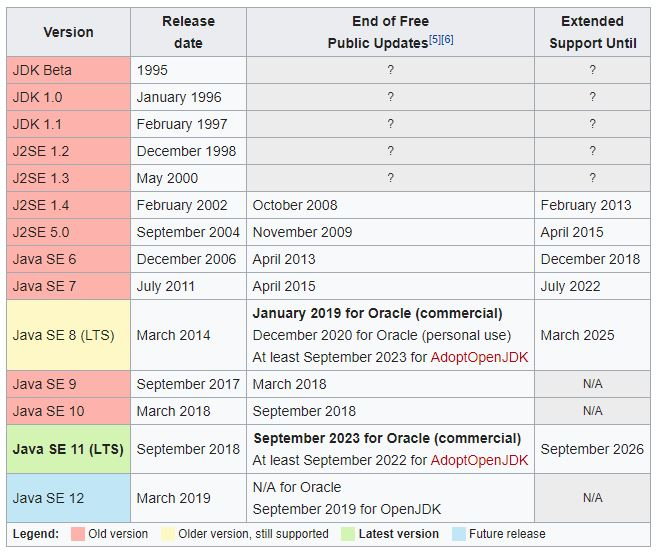 Version Release date End of Free Public Updates[5][6] Extended Support Until
JDK Beta 1995 ? ?
JDK 1.0 January 1996 ? ?
JDK 1.1 February 1997 ? ?
J2SE 1.2 December 1998 ? ?
J2SE 1.3 May 2000 ? ?
J2SE 1.4 February 2002 October 2008 February 2013
J2SE 5.0 September 2004 November 2009 April 2015
Java SE 6 December 2006 April 2013 December 2018
Java SE 7 July 2011 April 2015 July 2022
January 2019 for Oracle (commercial)
Java SE 8 (LTS) March 2014 December 2020 for Oracle (personal use) March 2025
At least September 2023 for AdoptOpenJDK
Java SE 9 September 2017 March 2018 N/A
Java SE 10 March 2018 September 2018 N/A
Java SE 11 (LTS) September 2018 September 2023 for Oracle (commercial) September 2026
At least September 2022 for AdoptOpenJDK
Java SE 12 March 2019 N/A for Oracle N/A
September 2019 for OpenJDK
Legend: Old version Older version, still supported Latest version Future release